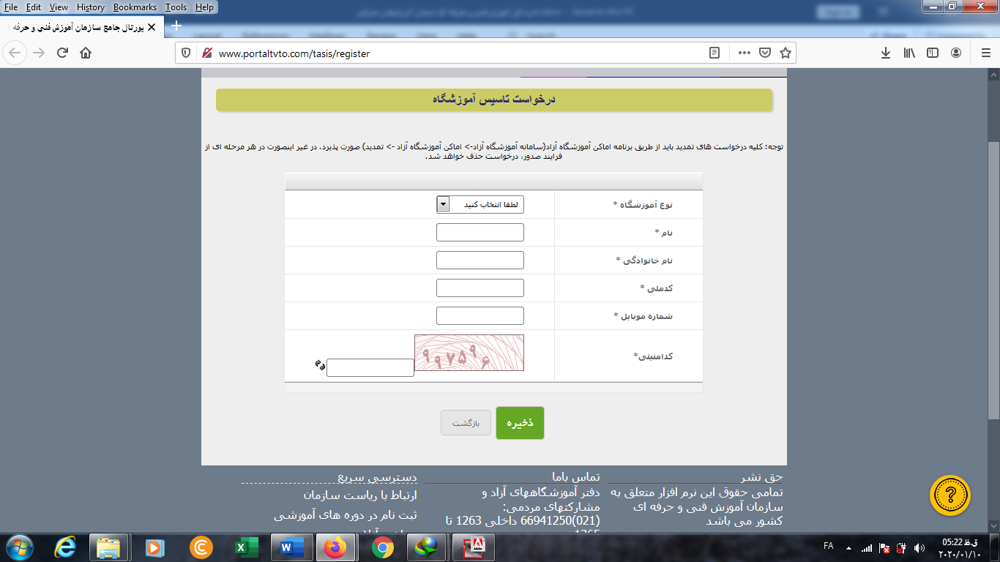 File Edit View History Bookmarks Tools Help
پورتال جامع سازمان آموزش فني و حرفه ا
www.portaltvto.com/tasis/register
درخواست تاسیس آموزشگاه
توجه: کلیه درخواست های تمدید باید از طریق برنامه اماکن آموزشگاه آزاد(سامانه آموزشگاه آزاد-> اماکن آموزشگاه آزاد -> تمدید) صورت پذیرد. در غیر اینصورت در هر مرحله ای از
فرایند صدور، درخواست حذف خواهد شد.
نوع آموزشگاه *
لطفا انتخاب کنید
نام *
نام خانوادگی *
کدملی *
شماره موبایل *
کدامنیتی*
۹۹۷۵۹۶
ذخیره
بازگشت
حق نشر
تمامی حقوق این نرم افزار متعلق به
سازمان آموزش فنی و حرفه ای
کشور می باشد
تماس باما
دفتر آموزشگاههای آزاد و
مشارکتهای مردمی:
(021)66941250 داخلی 1263 تا
1265
دسترسی سریع
ارتباط با ریاست سازمان
ثبت نام در دوره های آموزشی
FA
05:22 ق.ظ
۲۰۲۰/۰۱/۱۰